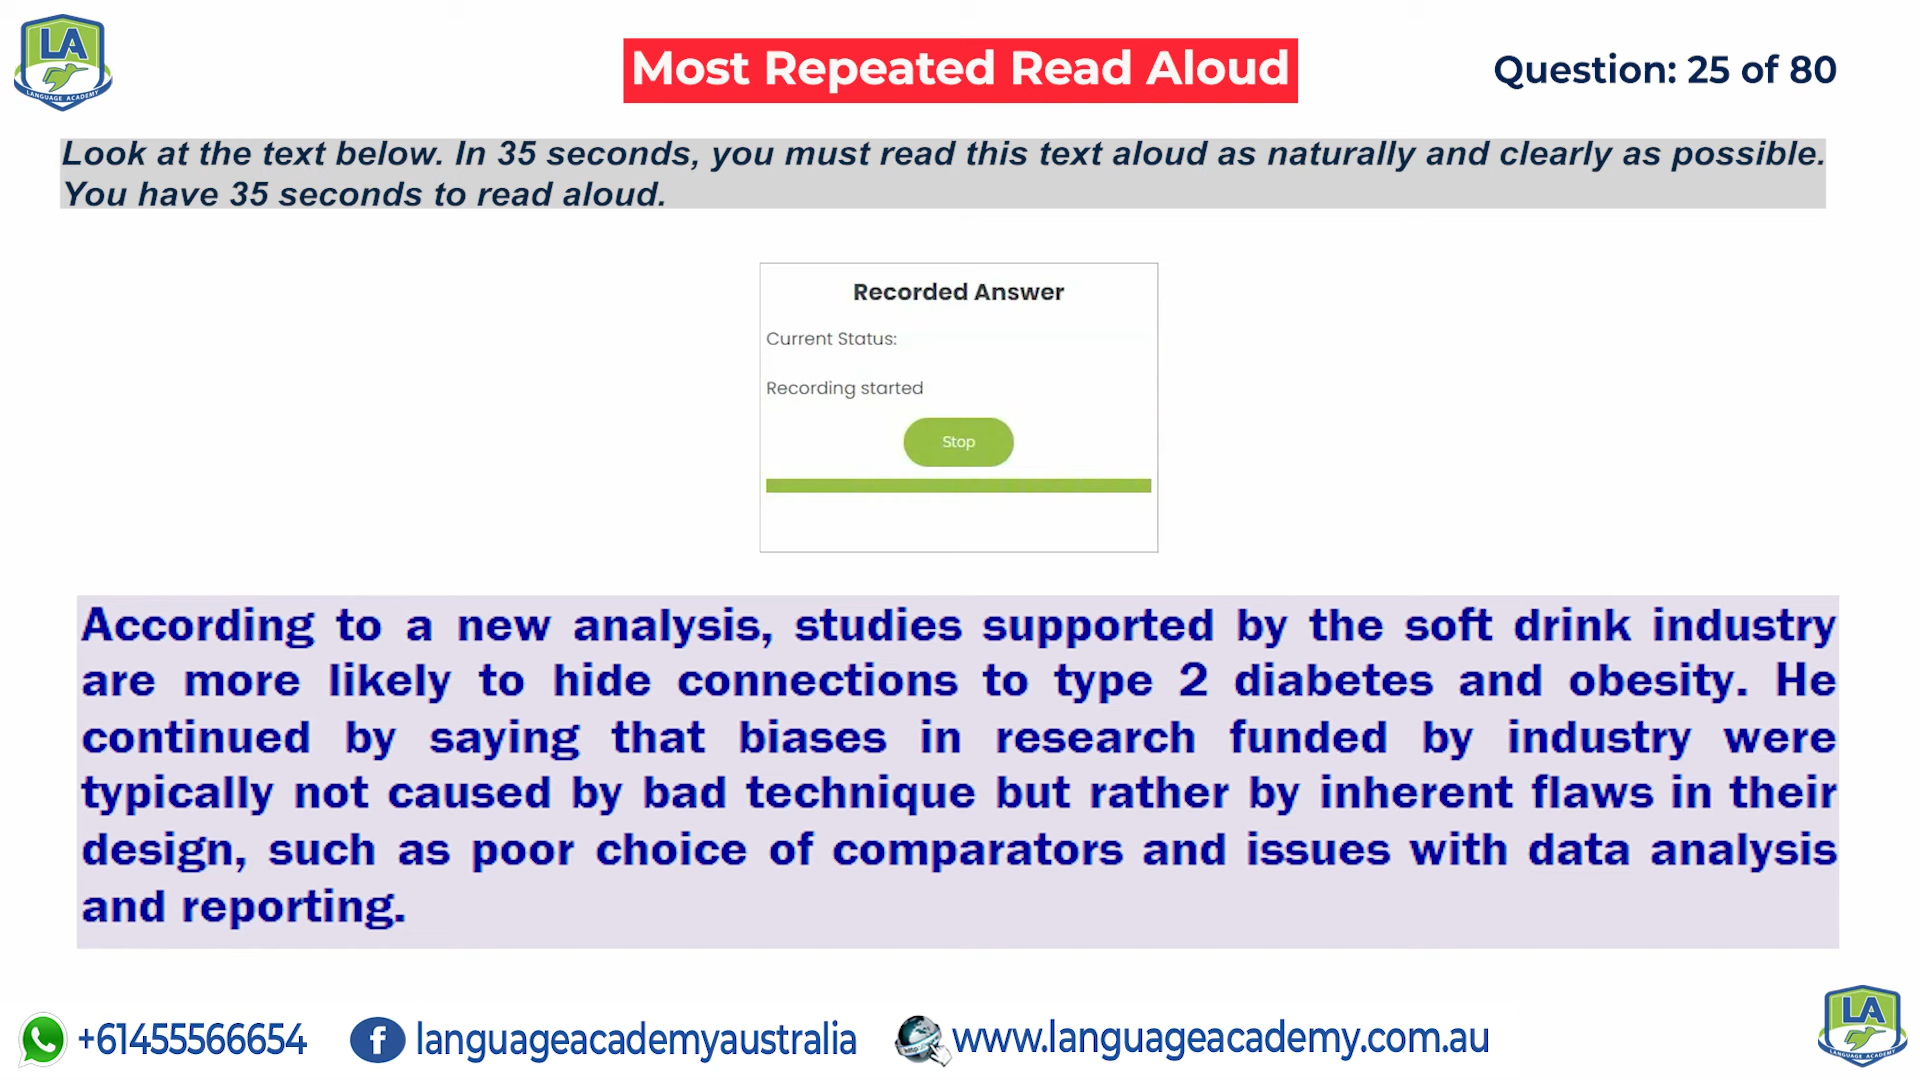 LA
LANGUAGE ACADEMY
Most Repeated Read Aloud
Question: 25 of 80
Look at the text below. In 35 seconds, you must read this text aloud as naturally and clearly as possible.
You have 35 seconds to read aloud.
Recorded Answer
Current Status:
Recording started
Stop
According to a new analysis, studies supported by the soft drink industry
are more likely to hide connections to type 2 diabetes and obesity. He
continued by saying that biases in research funded by industry were
typically not caused by bad technique but rather by inherent flaws in their
design, such as poor choice of comparators and issues with data analysis
and reporting.
+61455566654
languageacademyaustralia
http
www.languageacademy.com.au
LA
LANGUAGE ACADEMY